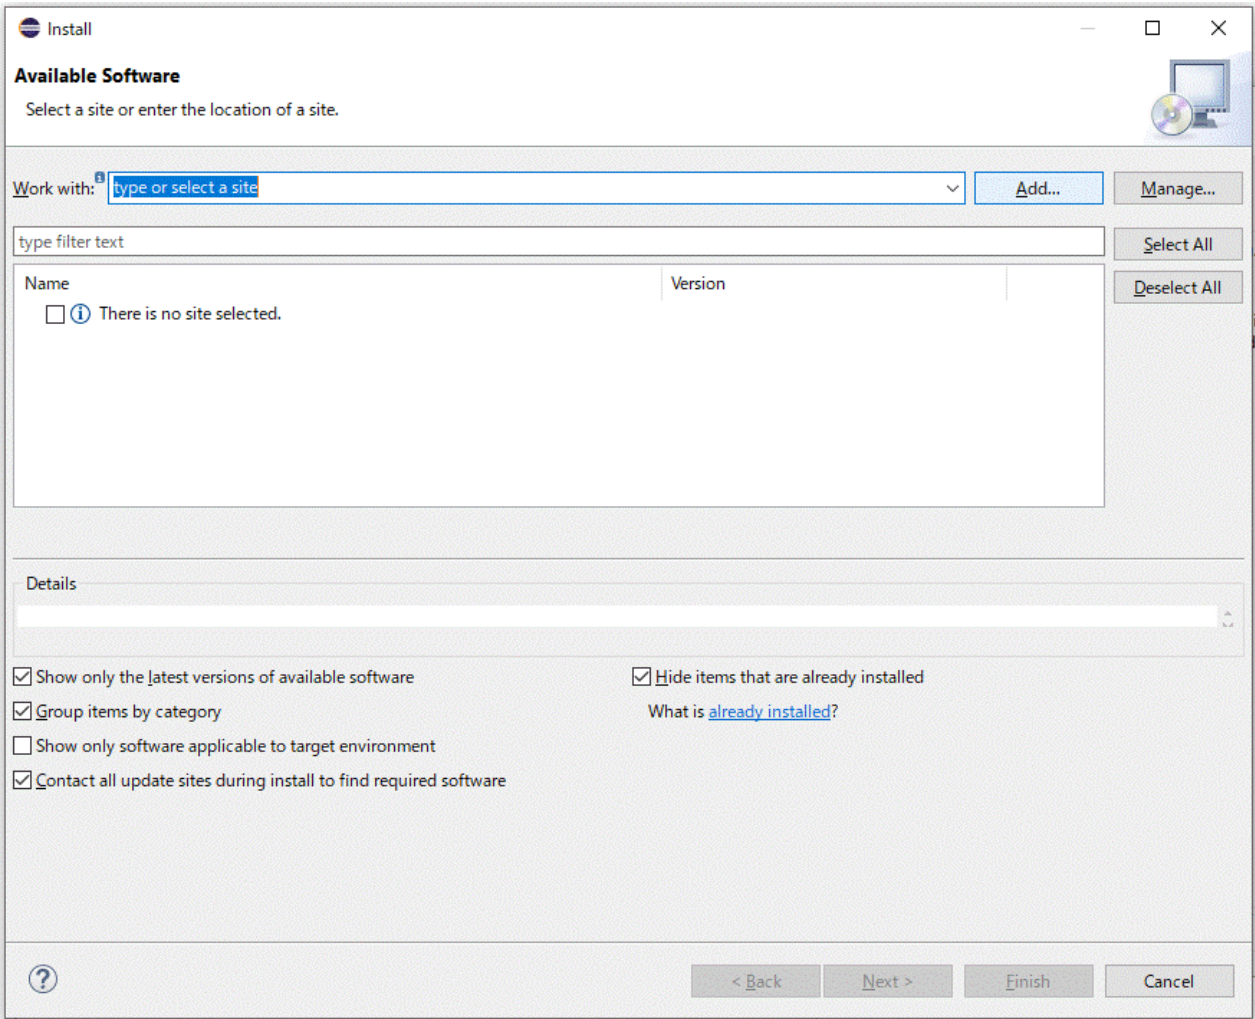 Install
Available Software
Select a site or enter the location of a site.
Work with: type or select a site Add... Manage...
type filter text Select All
Name Version Deselect All
There is no site selected.
Details
Show only the latest versions of available software Hide items that are already installed
Group items by category What is already installed?
Show only software applicable to target environment
Contact all update sites during install to find required software
? < Back Next > Finish Cancel